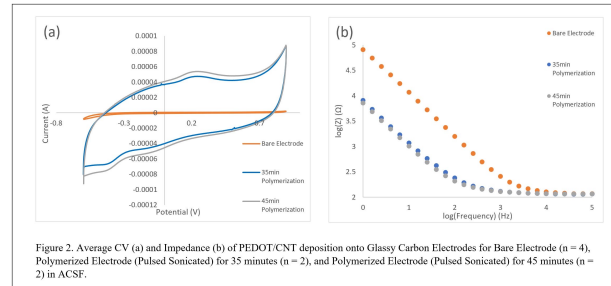 (a)
0.0001
0.00008
0.00006
0.00004
0.00002
0
-0.8
-0.3
0.2
0.7
-0.00002
-0.00004
-0.00006
-0.00008
-0.0001
-0.00012
Current (A)
Potential (V)
Bare Electrode
35min
Polymerization
45min
Polymerization
(b)
5
4.5
4
3.5
3
2.5
2
0
1
2
3
4
5
log(Z) (Ω)
log(Frequency) (Hz)
Bare Electrode
35min
Polymerization
45min
Polymerization
Figure 2. Average CV (a) and Impedance (b) of PEDOT/CNT deposition onto Glassy Carbon Electrodes for Bare Electrode (n = 4),
Polymerized Electrode (Pulsed Sonicated) for 35 minutes (n = 2), and Polymerized Electrode (Pulsed Sonicated) for 45 minutes (n =
2) in ACSF.